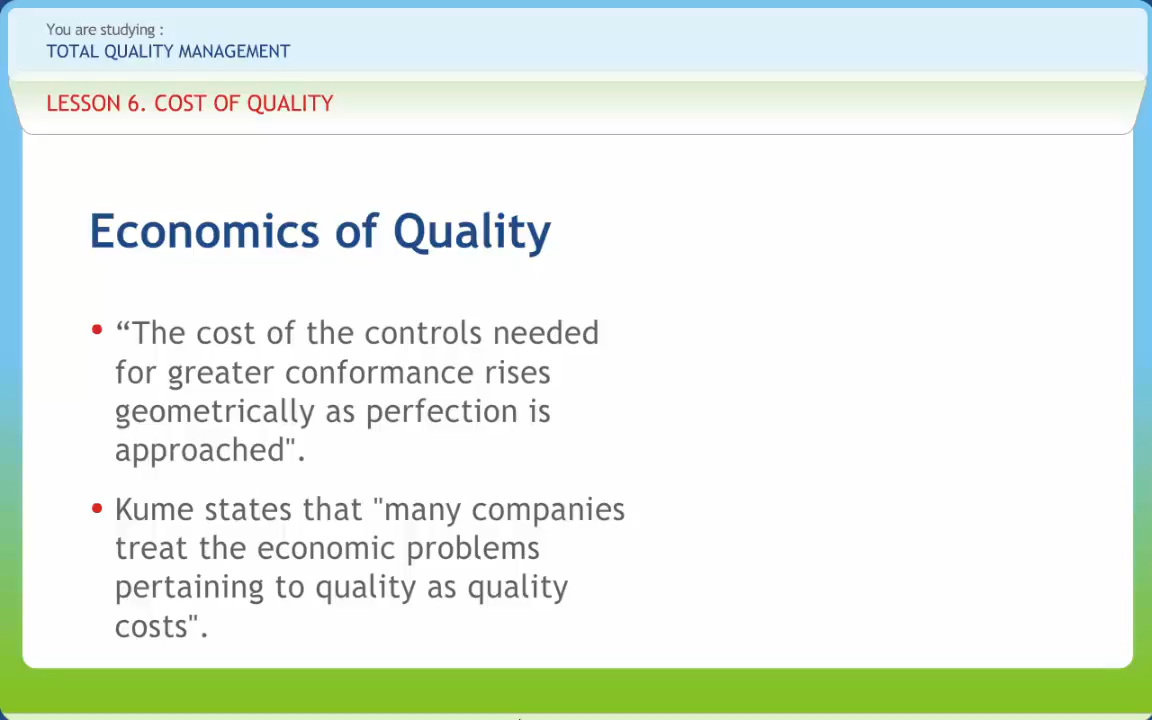 You are studying :
TOTAL QUALITY MANAGEMENT
LESSON 6. COST OF QUALITY
Economics of Quality
• “The cost of the controls needed
for greater conformance rises
geometrically as perfection is
approached".
• Kume states that "many companies
treat the economic problems
pertaining to quality as quality
costs".